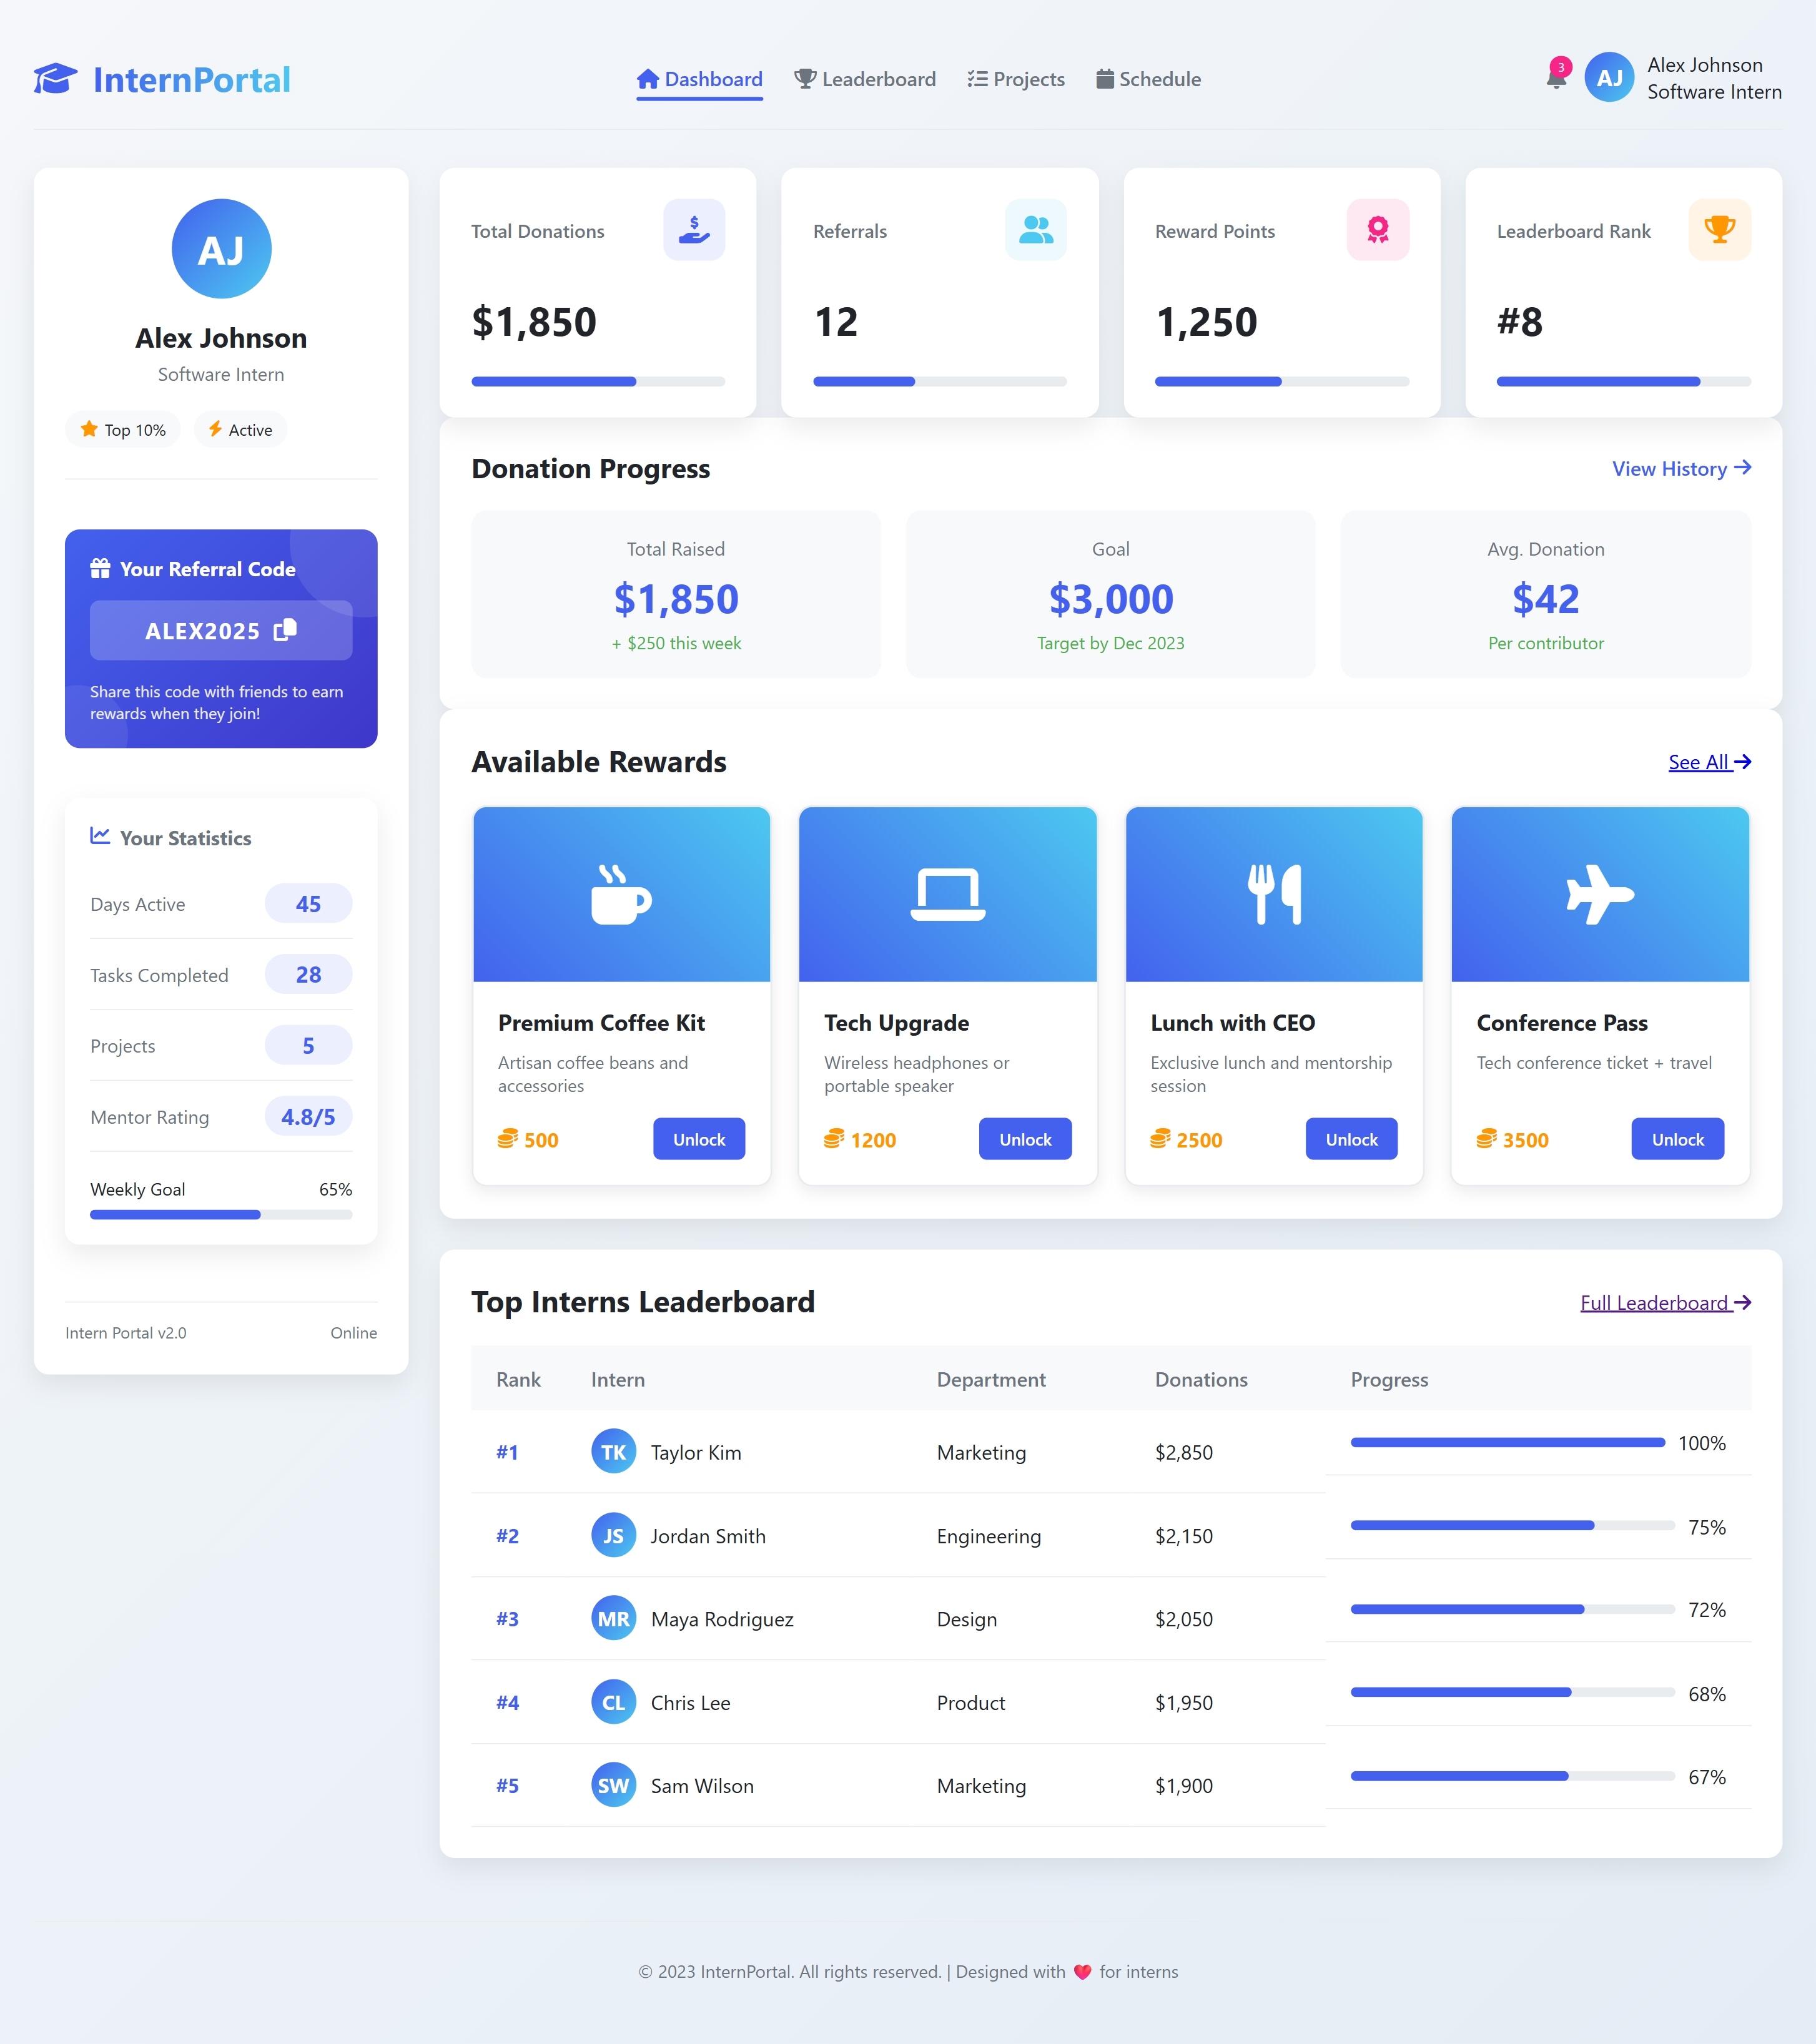 InternPortal
Dashboard
Leaderboard
Projects
Schedule
3
AJ
Alex Johnson
Software Intern
AJ
Alex Johnson
Software Intern
Top 10%
Active
Your Referral Code
ALEX2025
Share this code with friends to earn
rewards when they join!
Your Statistics
Days Active 45
Tasks Completed 28
Projects 5
Mentor Rating 4.8/5
Weekly Goal 65%
Intern Portal v2.0 Online
Total Donations
$1,850
Referrals
12
Reward Points
1,250
Leaderboard Rank
#8
Donation Progress
View History
Total Raised
$1,850
+ $250 this week
Goal
$3,000
Target by Dec 2023
Avg. Donation
$42
Per contributor
Available Rewards
See All
Premium Coffee Kit
Artisan coffee beans and
accessories
500 Unlock
Tech Upgrade
Wireless headphones or
portable speaker
1200 Unlock
Lunch with CEO
Exclusive lunch and mentorship
session
2500 Unlock
Conference Pass
Tech conference ticket + travel
3500 Unlock
Top Interns Leaderboard
Full Leaderboard
Rank Intern Department Donations Progress
#1 TK Taylor Kim Marketing $2,850 100%
#2 JS Jordan Smith Engineering $2,150 75%
#3 MR Maya Rodriguez Design $2,050 72%
#4 CL Chris Lee Product $1,950 68%
#5 SW Sam Wilson Marketing $1,900 67%
© 2023 InternPortal. All rights reserved. | Designed with ❤️ for interns